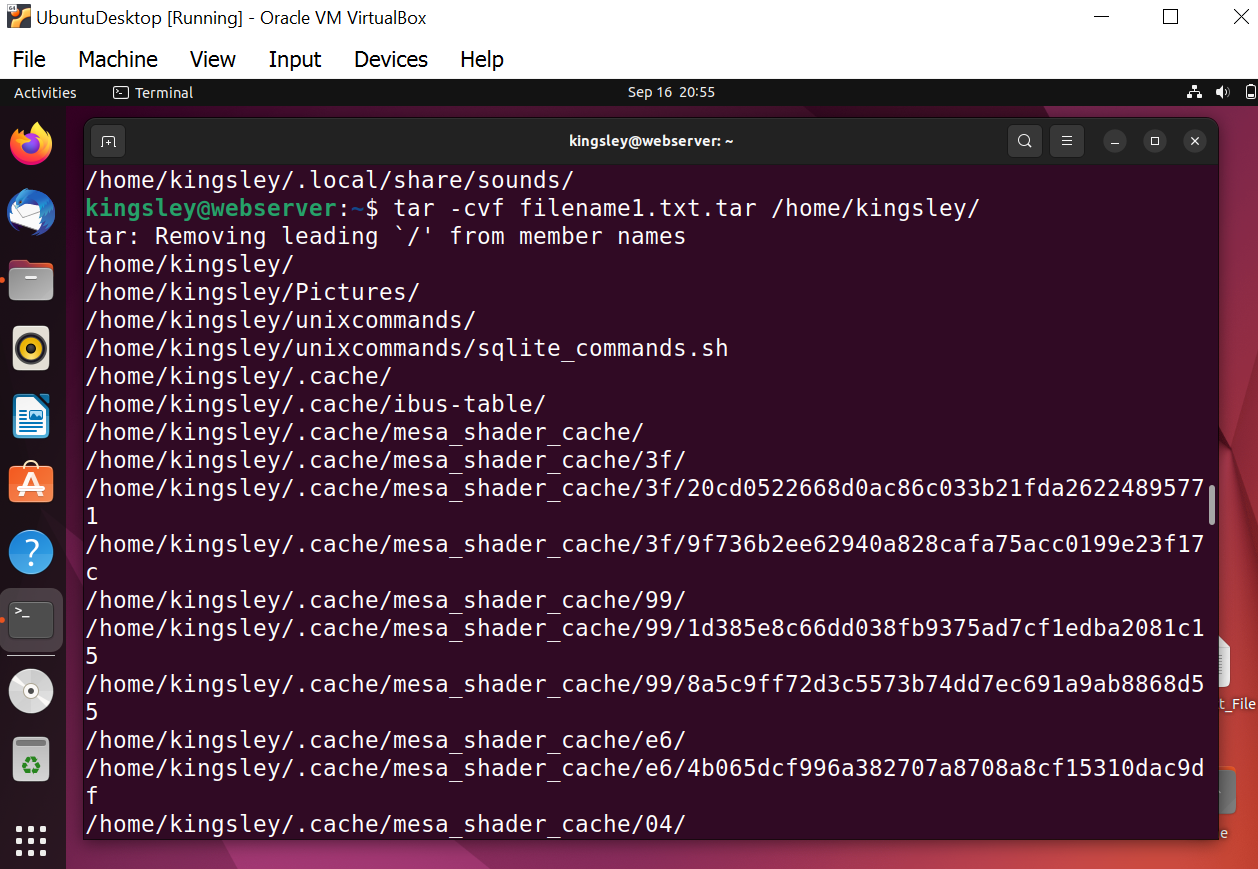 UbuntuDesktop [Running] - Oracle VM VirtualBox
File Machine View Input Devices Help
Activities Terminal Sep 16 20:55
kingsley@webserver: ~
/home/kingsley/.local/share/sounds/
kingsley@webserver:~$ tar -cvf filename1.txt.tar /home/kingsley/
tar: Removing leading `/' from member names
/home/kingsley/
/home/kingsley/Pictures/
/home/kingsley/unixcommands/
/home/kingsley/unixcommands/sqlite_commands.sh
/home/kingsley/.cache/
/home/kingsley/.cache/ibus-table/
/home/kingsley/.cache/mesa_shader_cache/
/home/kingsley/.cache/mesa_shader_cache/3f/
/home/kingsley/.cache/mesa_shader_cache/3f/20cd0522668d0ac86c033b21fda2622489577
1
/home/kingsley/.cache/mesa_shader_cache/3f/9f736b2ee62940a828cafa75acc0199e23f17
c
/home/kingsley/.cache/mesa_shader_cache/99/
/home/kingsley/.cache/mesa_shader_cache/99/1d385e8c66dd038fb9375ad7cf1edba2081c1
5
/home/kingsley/.cache/mesa_shader_cache/99/8a5c9ff72d3c5573b74dd7ec691a9ab8868d5
5
/home/kingsley/.cache/mesa_shader_cache/e6/
/home/kingsley/.cache/mesa_shader_cache/e6/4b065dcf996a382707a8708a8cf15310dac9d
f
/home/kingsley/.cache/mesa_shader_cache/04/
t_File
e